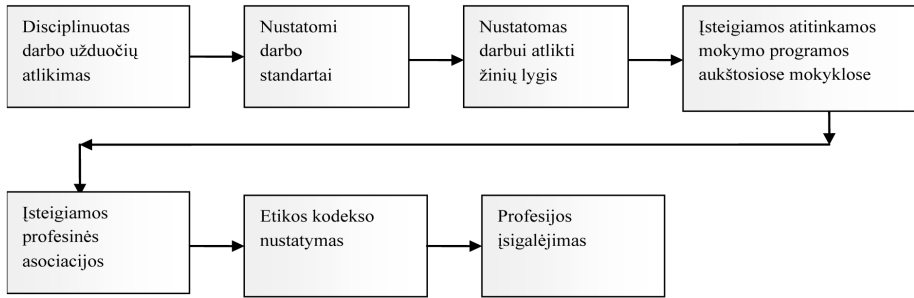 Disciplinuotas
darbo užduočių
atlikimas
Nustatomi
darbo
standartai
Nustatomas
darbui atlikti
žinių lygis
Įsteigiamos atitinkamos
mokymo programos
aukštosiose mokyklose
Įsteigiamos
profesinės
asociacijos
Etikos kodekso
nustatymas
Profesijos
įsigalėjimas